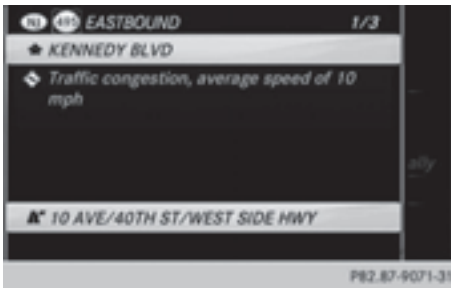 NJ 495 EASTBOUND 1/3
KENNEDY BLVD
Traffic congestion, average speed of 10
mph
ally
10 AVE/40TH ST/WEST SIDE HWY
P82.87-9071-31